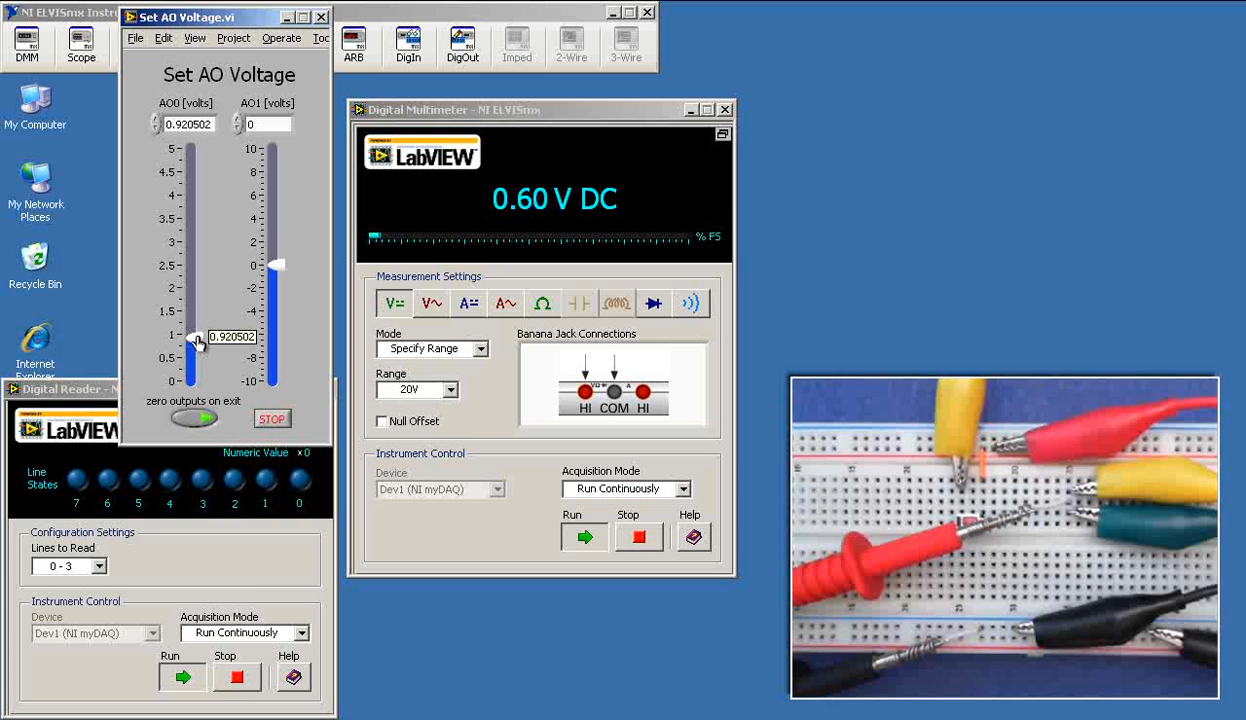 NI ELVISmx Instru
DMM
Scope
ARB
DigIn
DigOut
Imped
2-Wire
3-Wire
My Computer
My Network
Places
Recycle Bin
Internet
Explorer
Set AO Voltage.vi
File Edit View Project Operate Too
Set AO Voltage
AO0 [volts] AO1 [volts]
0.920502 0
5 10
4.5 8
4 6
3.5 4
3 2
2.5 0
2 -2
1.5 -4
1
0.920502
0.5 -8
0 -10
zero outputs on exit
STOP
Digital Multimeter - NI ELVISmx
LabVIEW
0.60 V DC
% FS
Measurement Settings
V V A A Ω
Mode
Specify Range
Range
20V
Null Offset
Banana Jack Connections
HI COM HI
Instrument Control
Device
Dev1 (NI myDAQ)
Acquisition Mode
Run Continuously
Run Stop Help
Digital Reader - N
LabVIEW
Numeric Value x 0
Line
States
7 6 5 4 3 2 1 0
Configuration Settings
Lines to Read
0 - 3
Instrument Control
Device
Dev1 (NI myDAQ)
Acquisition Mode
Run Continuously
Run Stop Help